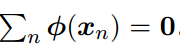 ∑ₙ ϕ(𝒙ₙ) = 𝟎.